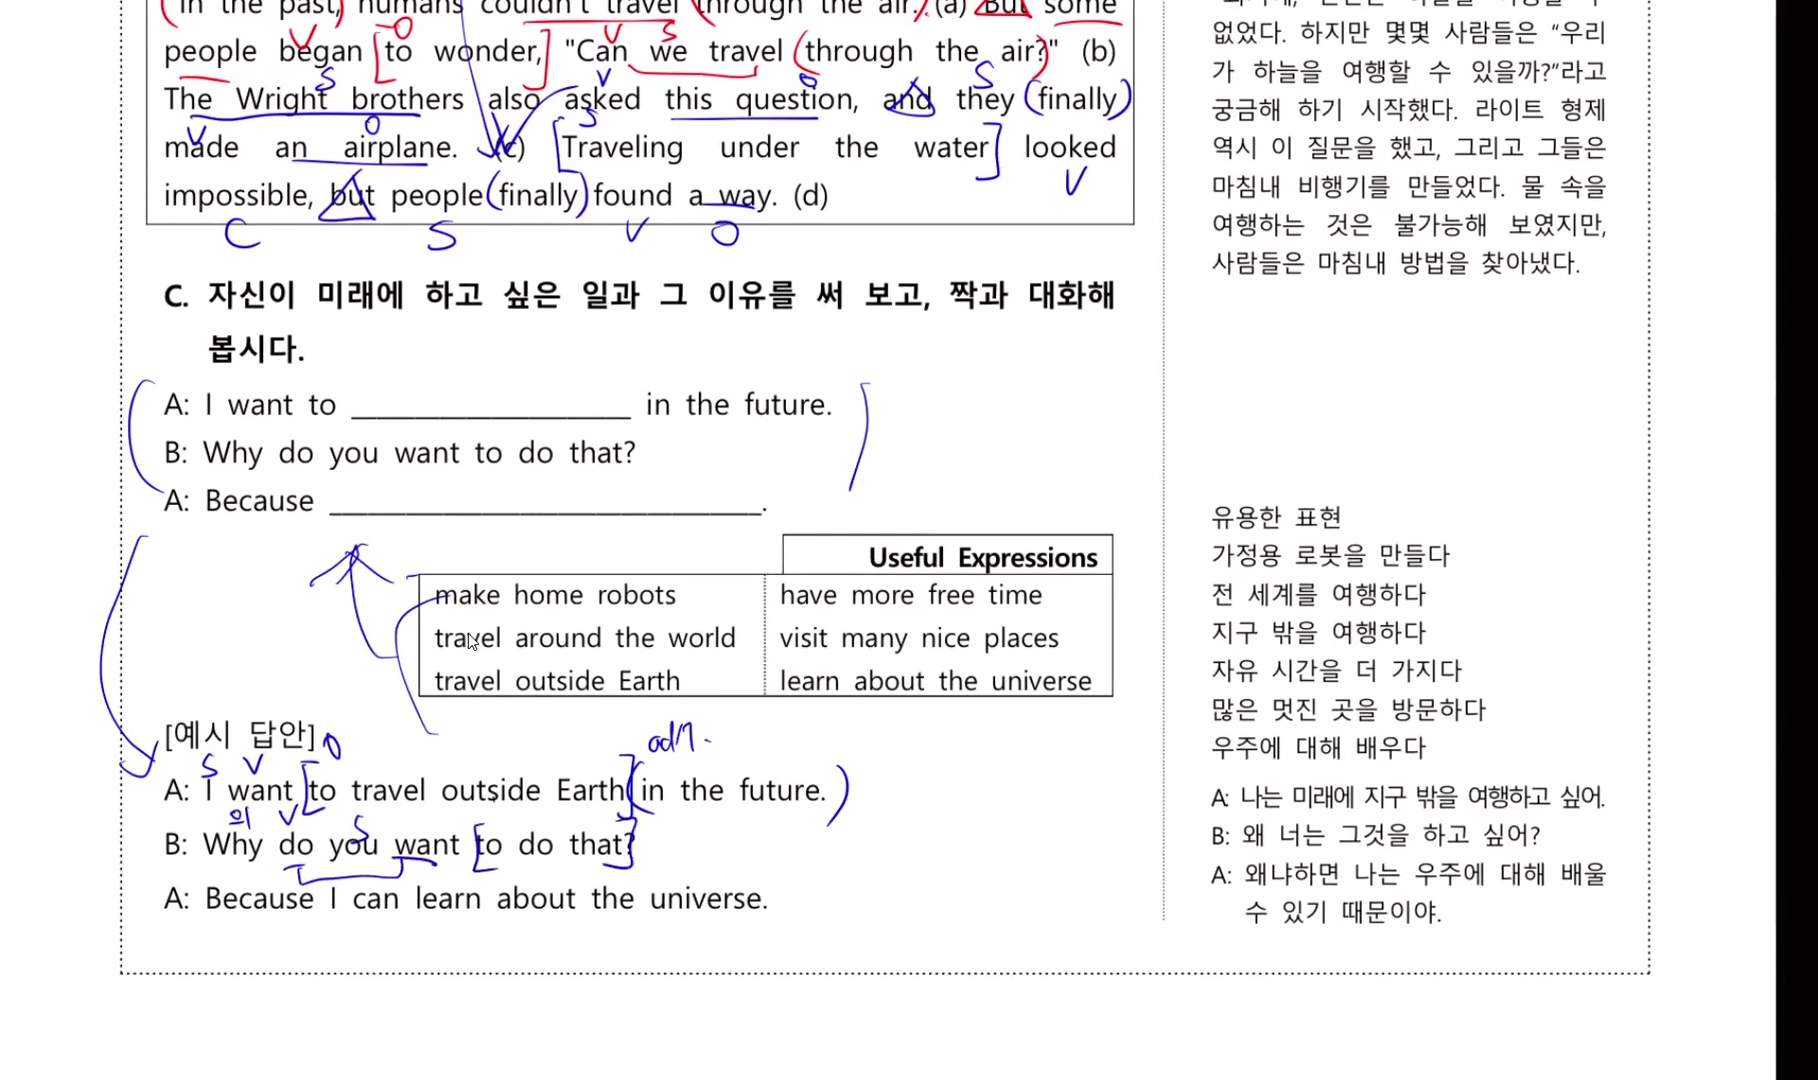 (in the past,) humans couldn't travel (through the air.) (a) But some
people began [to wonder,] "Can we travel (through the air?)" (b)
The Wright brothers also asked this question, and they (finally)
made an airplane. (c) [Traveling under the water] looked
impossible, but people (finally) found a way. (d)
V O V S
S V O S
V O S
V
C S V O
C. 자신이 미래에 하고 싶은 일과 그 이유를 써 보고, 짝과 대화해
봅시다.
A: I want to ____________________ in the future.
B: Why do you want to do that?
A: Because _______________________________.
Useful Expressions
make home robots have more free time
travel around the world visit many nice places
travel outside Earth learn about the universe
[예시 답안]
O adv.
S V
A: I want [to travel outside Earth] (in the future.)
의 V S
B: Why do you want [to do that?]
A: Because I can learn about the universe.
없었다. 하지만 몇몇 사람들은 “우리
가 하늘을 여행할 수 있을까?”라고
궁금해 하기 시작했다. 라이트 형제
역시 이 질문을 했고, 그리고 그들은
마침내 비행기를 만들었다. 물 속을
여행하는 것은 불가능해 보였지만,
사람들은 마침내 방법을 찾아냈다.
유용한 표현
가정용 로봇을 만들다
전 세계를 여행하다
지구 밖을 여행하다
자유 시간을 더 가지다
많은 멋진 곳을 방문하다
우주에 대해 배우다
A: 나는 미래에 지구 밖을 여행하고 싶어.
B: 왜 너는 그것을 하고 싶어?
A: 왜냐하면 나는 우주에 대해 배울
수 있기 때문이야.